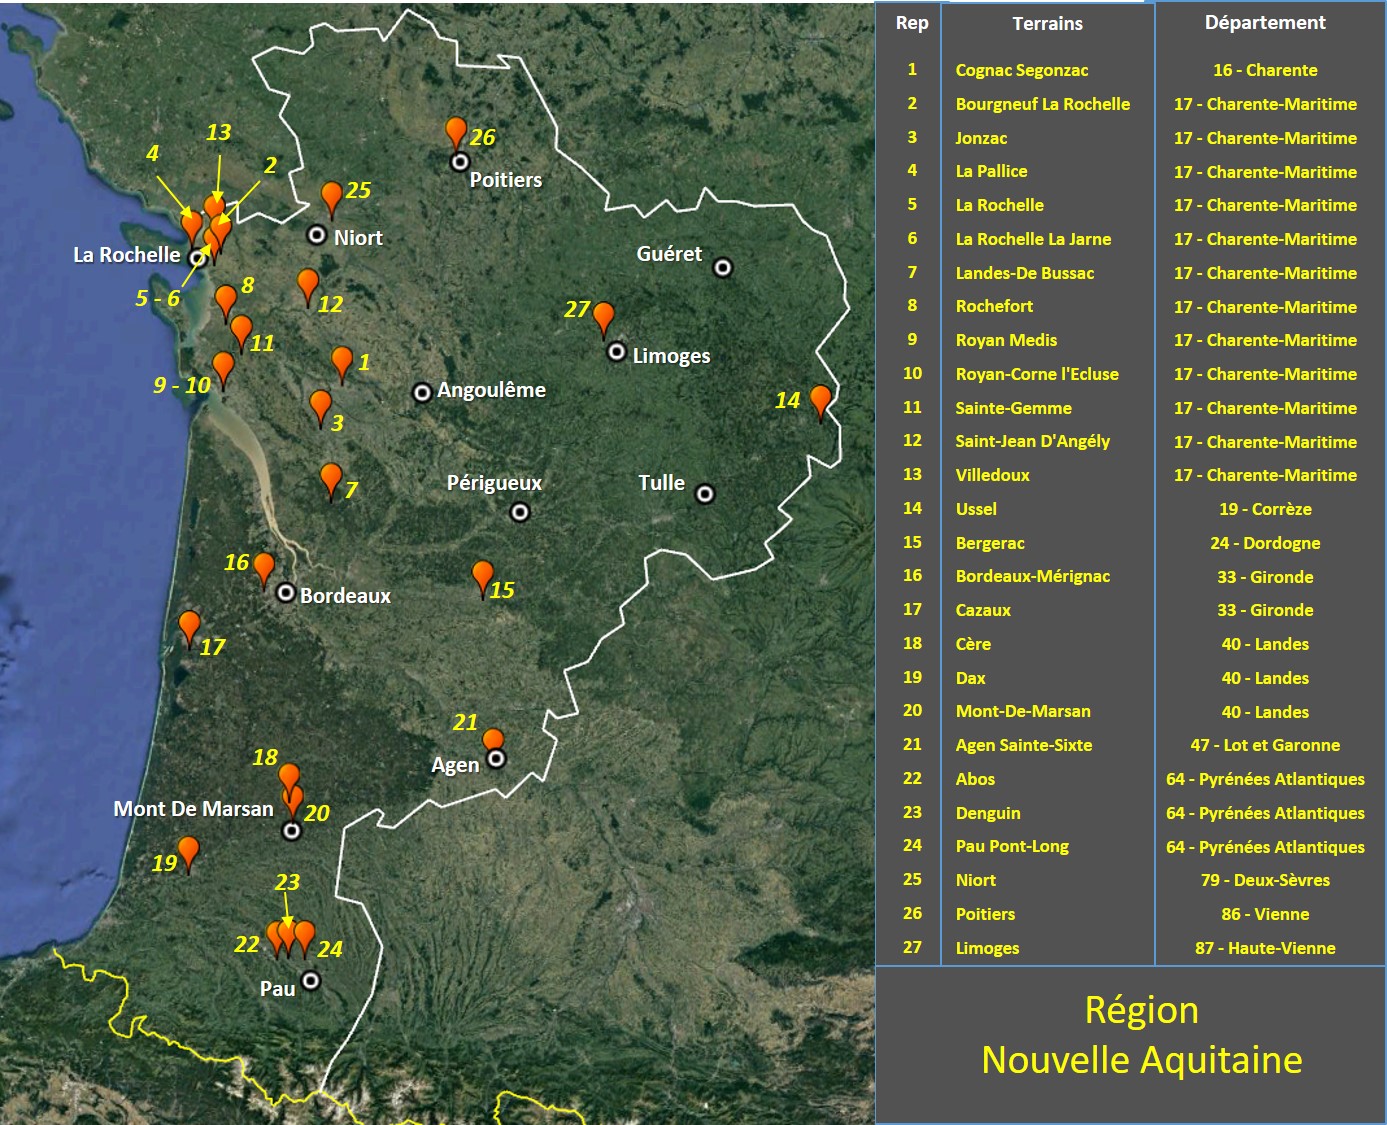 13
4
2
26
Poitiers
25
Niort
La Rochelle
5 - 6
8
12
11
9 - 10
1
3
7
Angoulême
Guéret
27
Limoges
14
Périgueux
Tulle
16
Bordeaux
15
17
21
Agen
18
Mont De Marsan
20
19
23
22
24
Pau
Rep Terrains Département
1 Cognac Segonzac 16 - Charente
2 Bourgneuf La Rochelle 17 - Charente-Maritime
3 Jonzac 17 - Charente-Maritime
4 La Pallice 17 - Charente-Maritime
5 La Rochelle 17 - Charente-Maritime
6 La Rochelle La Jarne 17 - Charente-Maritime
7 Landes-De Bussac 17 - Charente-Maritime
8 Rochefort 17 - Charente-Maritime
9 Royan Medis 17 - Charente-Maritime
10 Royan-Corne l'Ecluse 17 - Charente-Maritime
11 Sainte-Gemme 17 - Charente-Maritime
12 Saint-Jean D'Angély 17 - Charente-Maritime
13 Villedoux 17 - Charente-Maritime
14 Ussel 19 - Corrèze
15 Bergerac 24 - Dordogne
16 Bordeaux-Mérignac 33 - Gironde
17 Cazaux 33 - Gironde
18 Cère 40 - Landes
19 Dax 40 - Landes
20 Mont-De-Marsan 40 - Landes
21 Agen Sainte-Sixte 47 - Lot et Garonne
22 Abos 64 - Pyrénées Atlantiques
23 Denguin 64 - Pyrénées Atlantiques
24 Pau Pont-Long 64 - Pyrénées Atlantiques
25 Niort 79 - Deux-Sèvres
26 Poitiers 86 - Vienne
27 Limoges 87 - Haute-Vienne
Région
Nouvelle Aquitaine